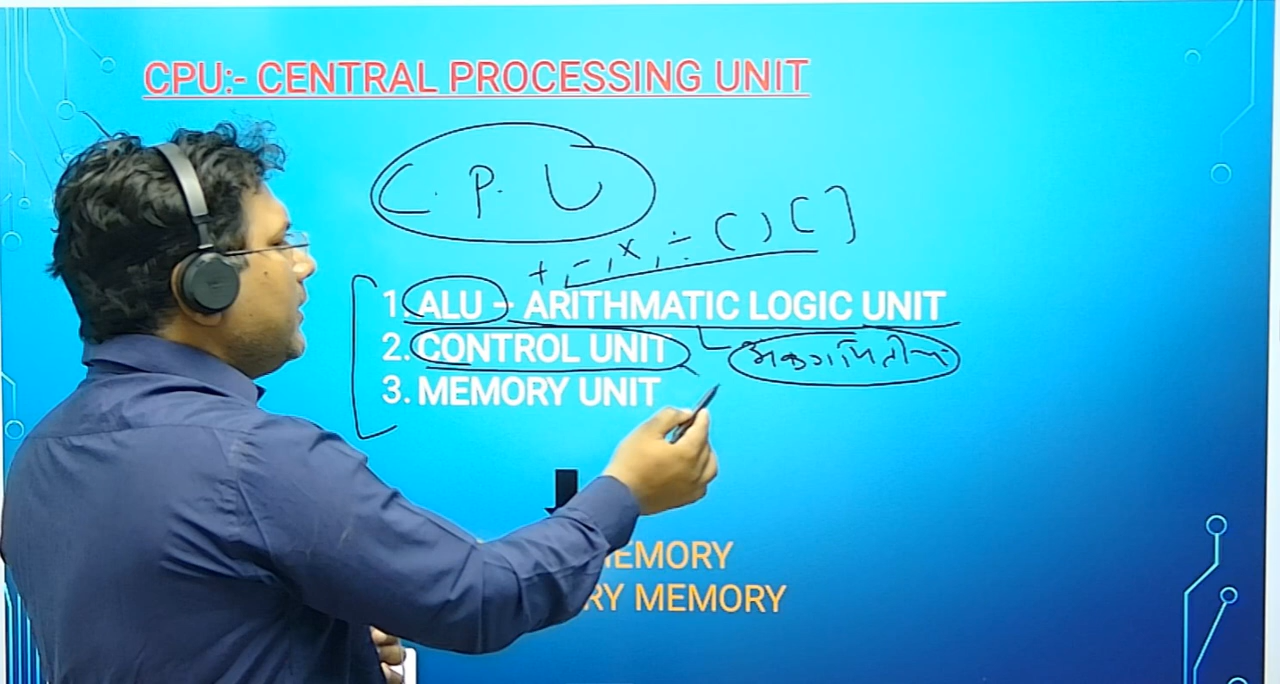 CPU:- CENTRAL PROCESSING UNIT
C. P. U
+, -, x, ÷ ( ) [ ]
1. ALU – ARITHMATIC LOGIC UNIT
2. CONTROL UNIT
3. MEMORY UNIT
MEMORY
RY MEMORY